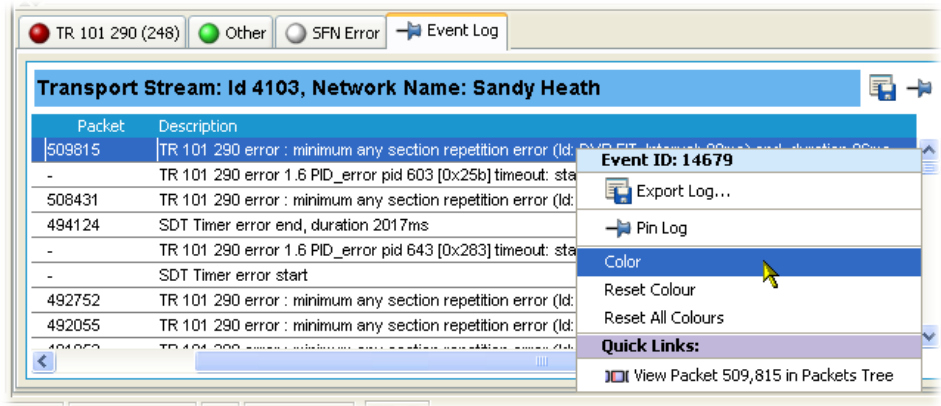 TR 101 290 (248) Other SFN Error Event Log
Transport Stream: Id 4103, Network Name: Sandy Heath
Packet Description
509815 TR 101 290 error : minimum any section repetition error (Id:
- TR 101 290 error 1.6 PID_error pid 603 [0x25b] timeout: sta
508431 TR 101 290 error : minimum any section repetition error (Id:
494124 SDT Timer error end, duration 2017ms
- TR 101 290 error 1.6 PID_error pid 643 [0x283] timeout: sta
- SDT Timer error start
492752 TR 101 290 error : minimum any section repetition error (Id:
492055 TR 101 290 error : minimum any section repetition error (Id:
Event ID: 14679
Export Log...
Pin Log
Color
Reset Colour
Reset All Colours
Quick Links:
View Packet 509,815 in Packets Tree